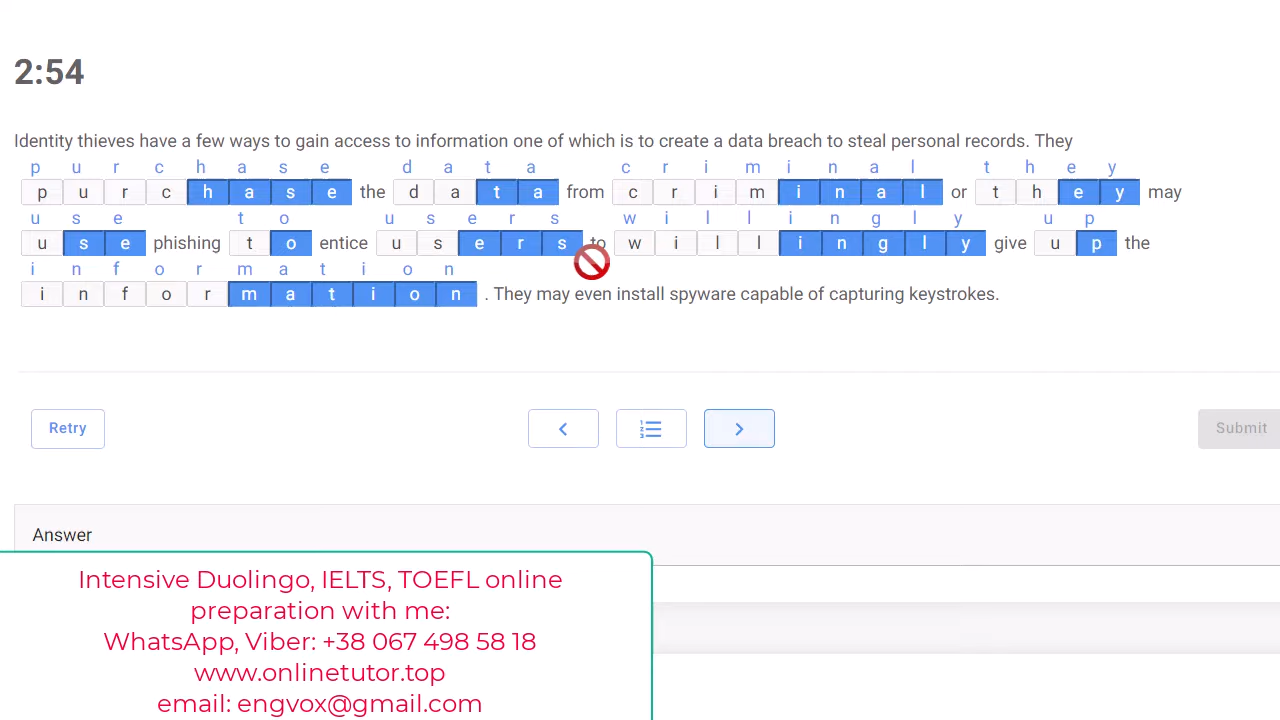 2:54
Identity thieves have a few ways to gain access to information one of which is to create a data breach to steal personal records. They
p u r c h a s e d a t a c r i m i n a l t h e y
p u r c h a s e the d a t a from c r i m i n a l or t h e y may
u s e t o u s e r s w i l l i n g l y u p
u s e phishing t o entice u s e r s to w i l l i n g l y give u p the
i n f o r m a t i o n
i n f o r m a t i o n . They may even install spyware capable of capturing keystrokes.
Retry Submit
Answer
Intensive Duolingo, IELTS, TOEFL online
preparation with me:
WhatsApp, Viber: +38 067 498 58 18
www.onlinetutor.top
email: engvox@gmail.com